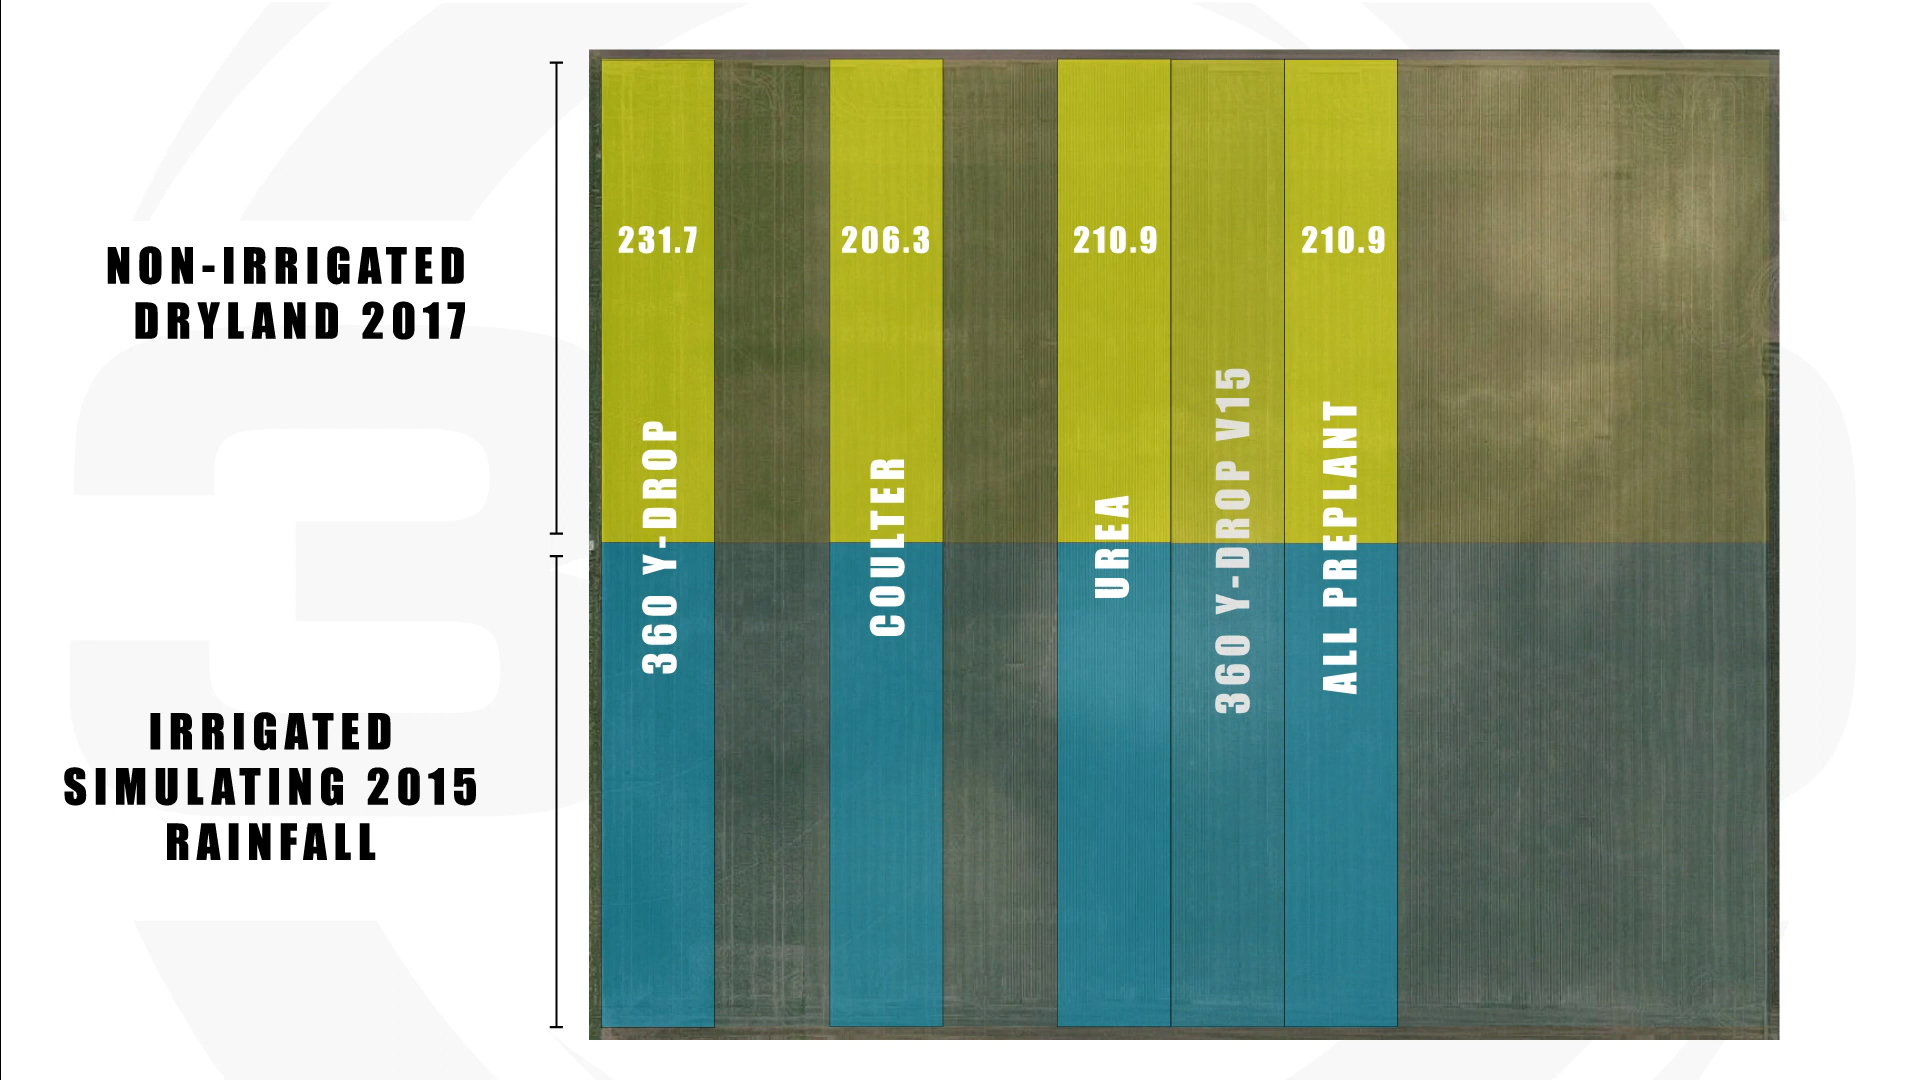 NON-IRRIGATED
DRYLAND 2017
IRRIGATED
SIMULATING 2015
RAINFALL
231.7
206.3
210.9
210.9
360 Y-DROP
COULTER
UREA
360 Y-DROP V15
ALL PREPLANT